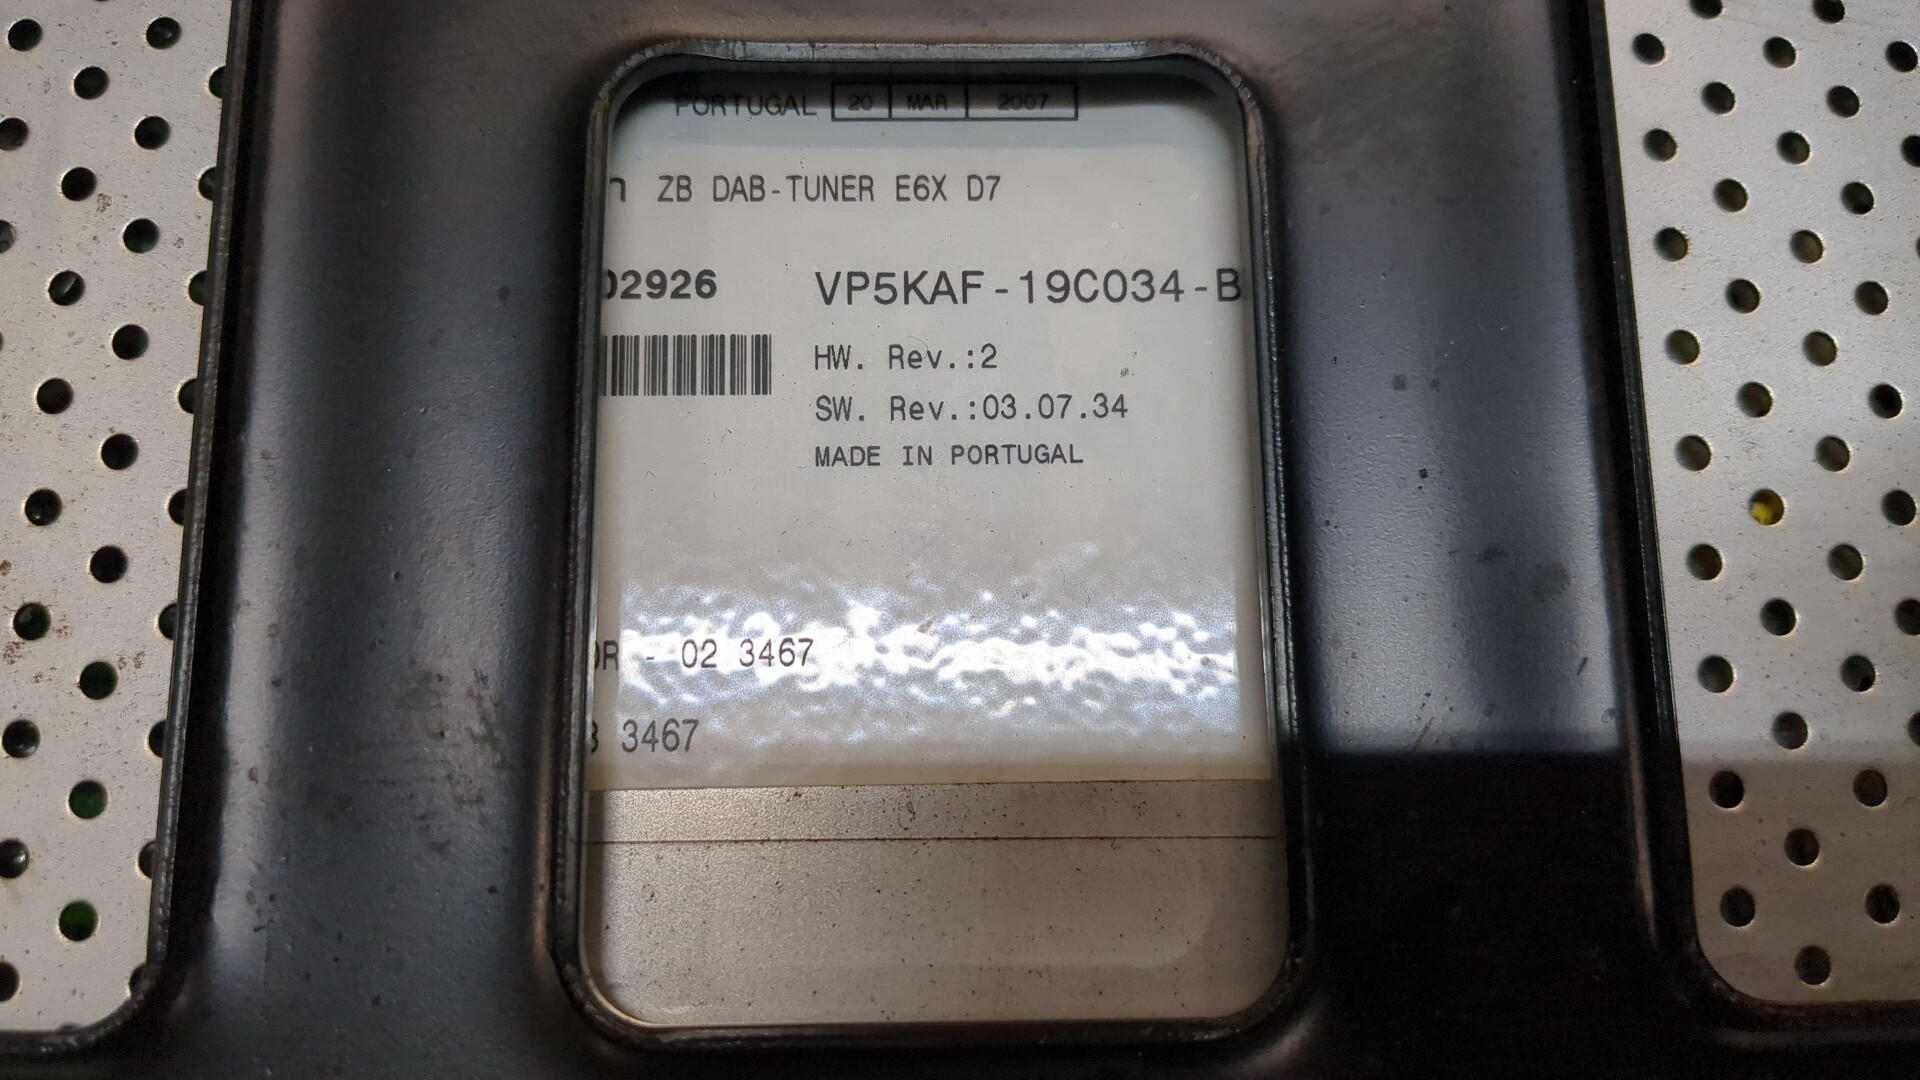 PORTUGAL 20 MAR 2007
ZB DAB-TUNER E6X D7
02926 VP5KAF-19C034-B
HW. Rev.:2
SW. Rev.:03.07.34
MADE IN PORTUGAL
OR - 02 3467
3467